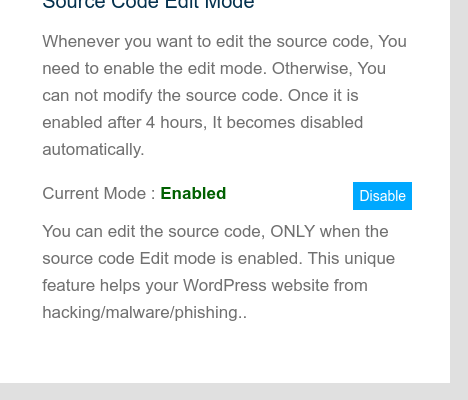 Source Code Edit Mode
Whenever you want to edit the source code, You
need to enable the edit mode. Otherwise, You
can not modify the source code. Once it is
enabled after 4 hours, It becomes disabled
automatically.
Current Mode : Enabled
Disable
You can edit the source code, ONLY when the
source code Edit mode is enabled. This unique
feature helps your WordPress website from
hacking/malware/phishing..